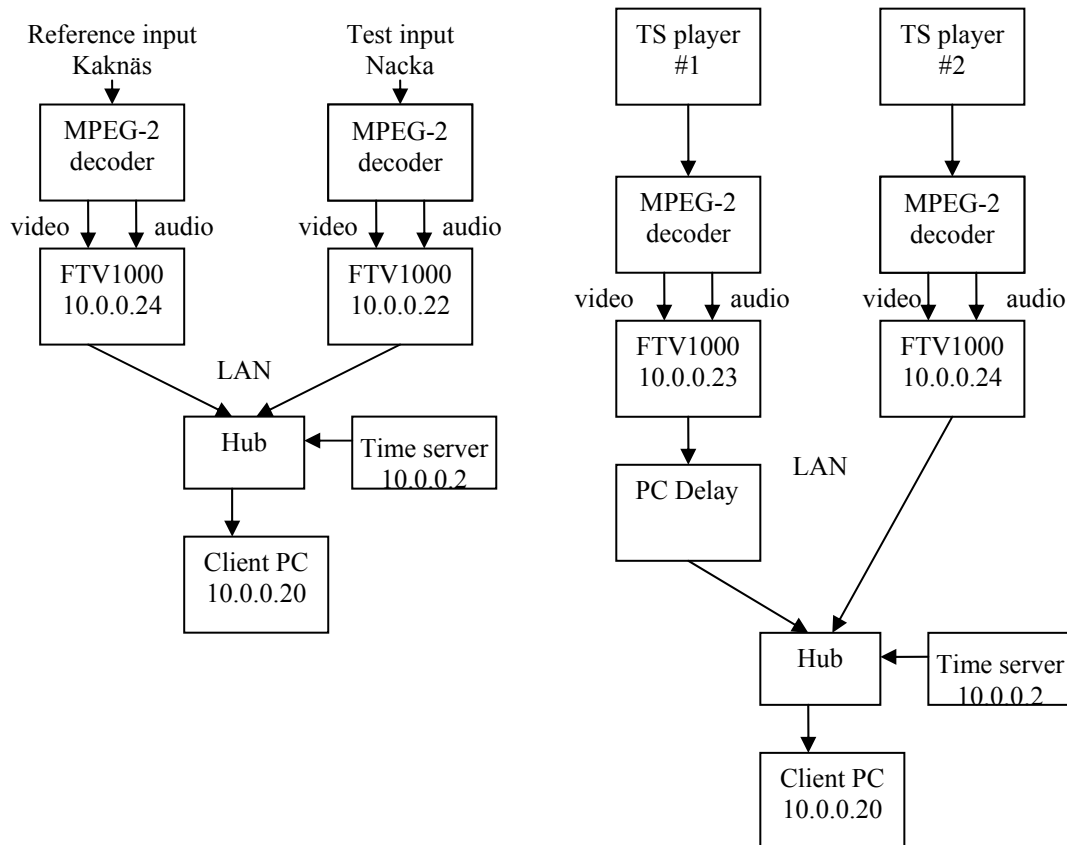 Reference input
Kaknäs
Test input
Nacka
MPEG-2
decoder
MPEG-2
decoder
video
audio
video
audio
FTV1000
10.0.0.24
FTV1000
10.0.0.22
LAN
Hub
Time server
10.0.0.2
Client PC
10.0.0.20
TS player
#1
TS player
#2
MPEG-2
decoder
MPEG-2
decoder
video
audio
video
audio
FTV1000
10.0.0.23
FTV1000
10.0.0.24
PC Delay
LAN
Hub
Time server
10.0.0.2
Client PC
10.0.0.20